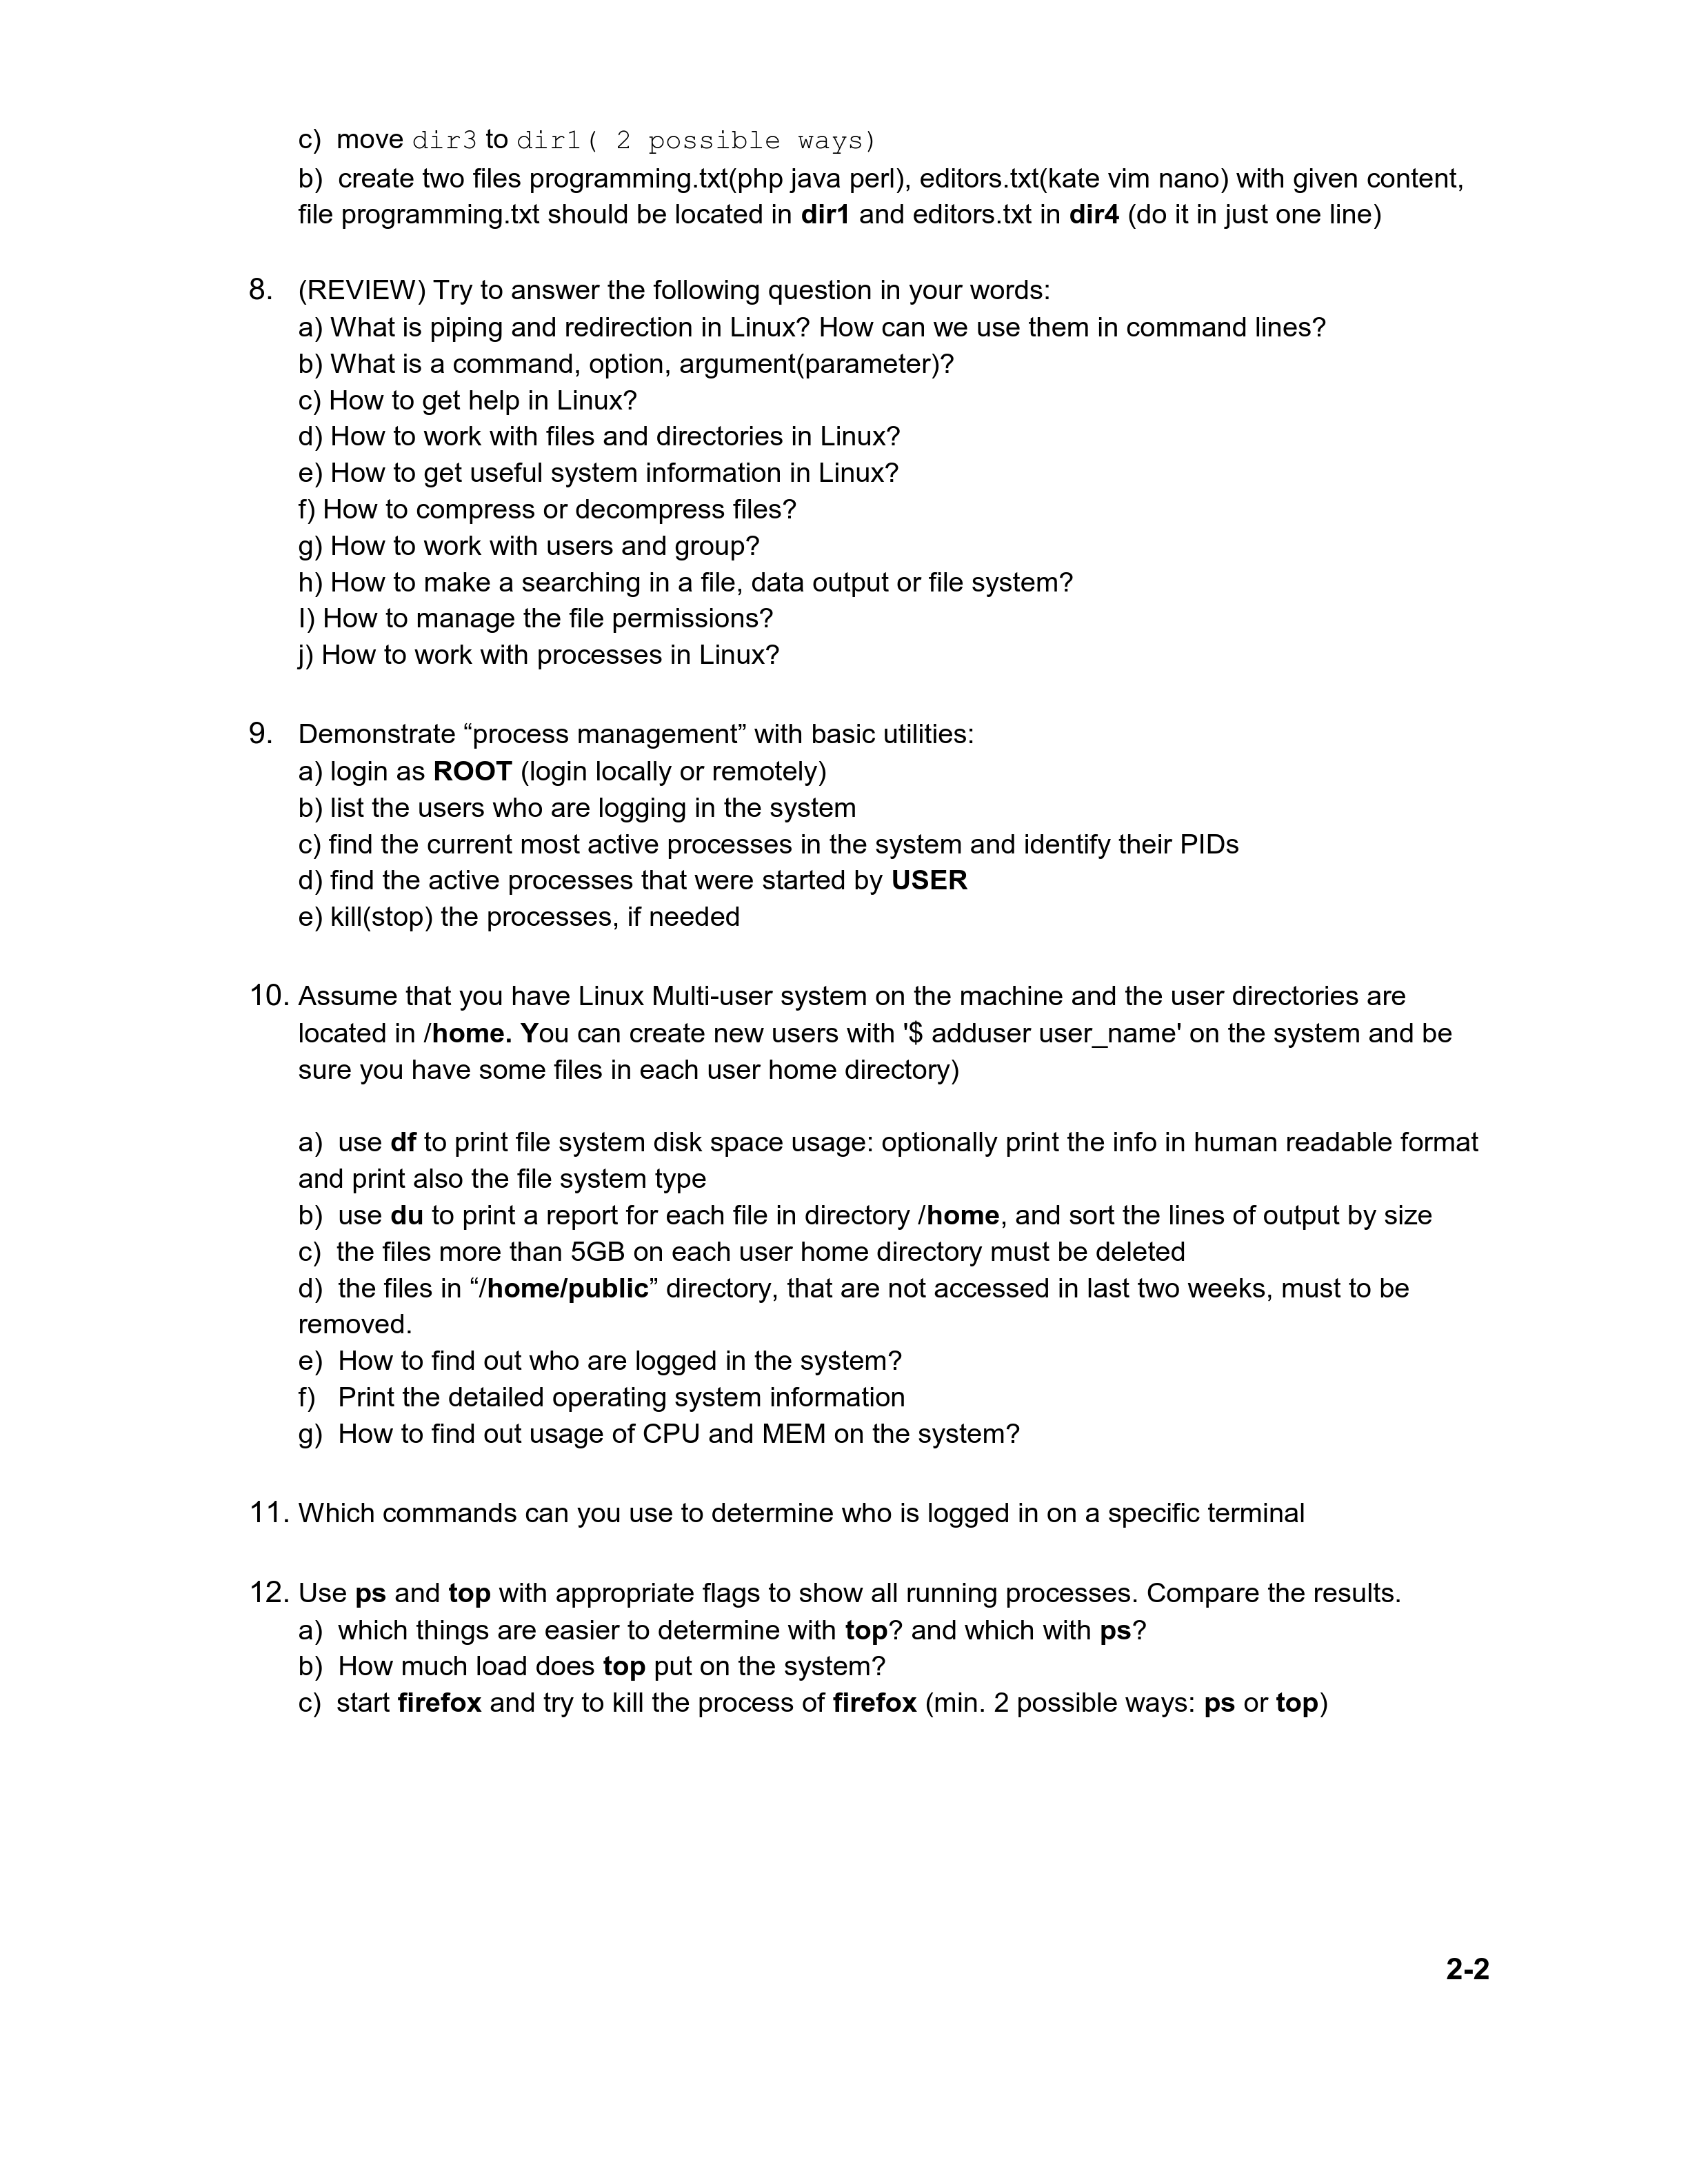 c)  move dir3 to dir1( 2 possible ways)
b)  create two files programming.txt(php java perl), editors.txt(kate vim nano) with given content,
file programming.txt should be located in dir1 and editors.txt in dir4 (do it in just one line)
8. (REVIEW) Try to answer the following question in your words:
a) What is piping and redirection in Linux? How can we use them in command lines?
b) What is a command, option, argument(parameter)?
c) How to get help in Linux?
d) How to work with files and directories in Linux?
e) How to get useful system information in Linux?
f) How to compress or decompress files?
g) How to work with users and group?
h) How to make a searching in a file, data output or file system?
I) How to manage the file permissions?
j) How to work with processes in Linux?
9. Demonstrate “process management” with basic utilities:
a) login as ROOT (login locally or remotely)
b) list the users who are logging in the system
c) find the current most active processes in the system and identify their PIDs
d) find the active processes that were started by USER
e) kill(stop) the processes, if needed
10. Assume that you have Linux Multi-user system on the machine and the user directories are
located in /home. You can create new users with '$ adduser user_name' on the system and be
sure you have some files in each user home directory)
a)  use df to print file system disk space usage: optionally print the info in human readable format
and print also the file system type
b)  use du to print a report for each file in directory /home, and sort the lines of output by size
c)  the files more than 5GB on each user home directory must be deleted
d)  the files in “/home/public” directory, that are not accessed in last two weeks, must to be
removed.
e)  How to find out who are logged in the system?
f)  Print the detailed operating system information
g)  How to find out usage of CPU and MEM on the system?
11. Which commands can you use to determine who is logged in on a specific terminal
12. Use ps and top with appropriate flags to show all running processes. Compare the results.
a)  which things are easier to determine with top? and which with ps?
b)  How much load does top put on the system?
c)  start firefox and try to kill the process of firefox (min. 2 possible ways: ps or top)
2-2